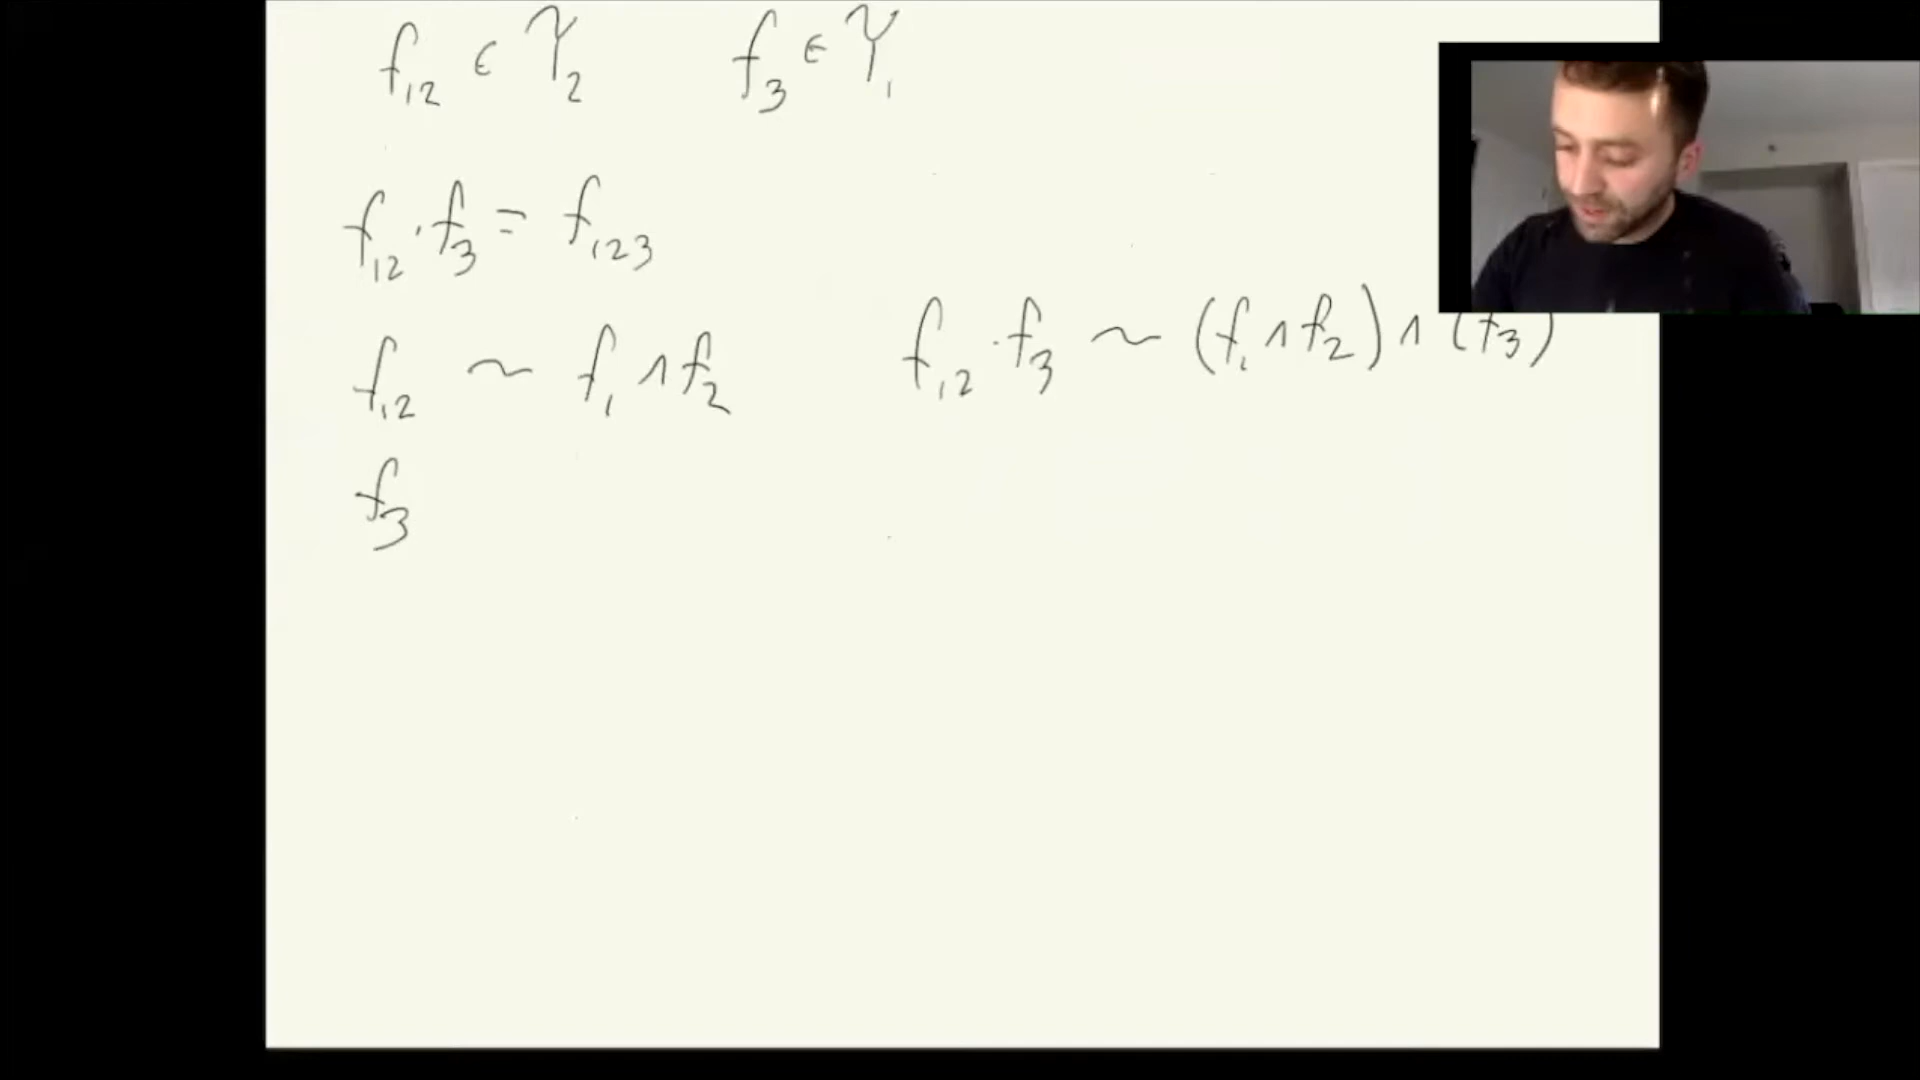 f₁₂ ∈ Υ₂ f₃ ∈ Υ₁
f₁₂ · f₃ = f₁₂₃
f₁₂ ~ f₁ ∧ f₂ f₁₂ · f₃ ~ (f₁ ∧ f₂) ∧ (f₃)
f₃